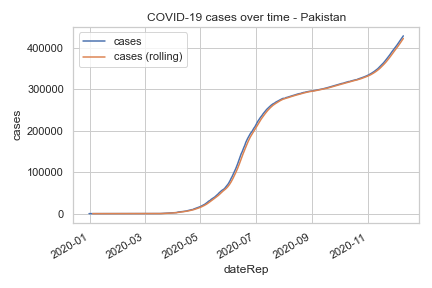 COVID-19 cases over time - Pakistan
cases
cases (rolling)
400000
300000
200000
100000
0
cases
2020-01
2020-03
2020-05
2020-07
2020-09
2020-11
dateRep